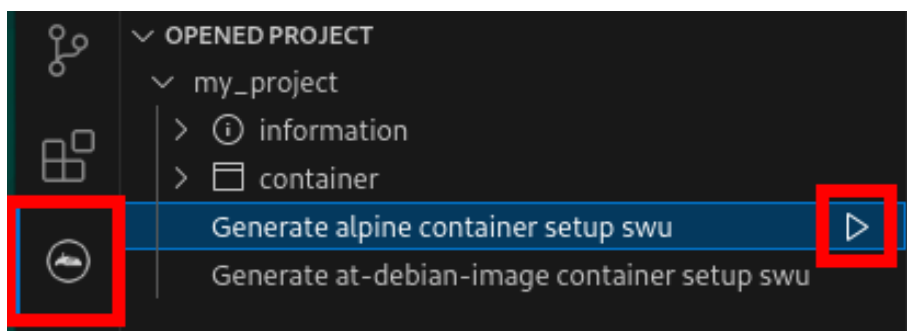 OPENED PROJECT
my_project
information
container
Generate alpine container setup swu
Generate at-debian-image container setup swu